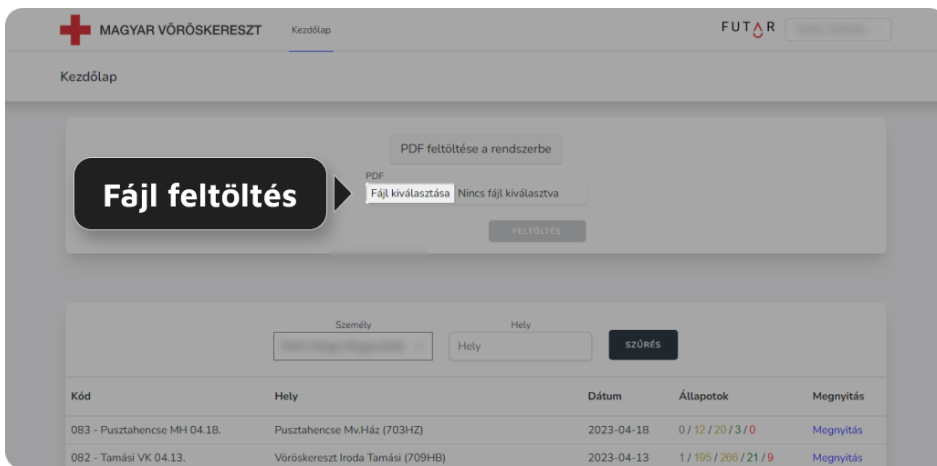 MAGYAR VÖRÖSKERESZT Kezdőlap FUTAR
Kezdőlap
PDF feltöltése a rendszerbe
PDF
Fájl kiválasztása Nincs fájl kiválasztva
Fájl feltöltés
FELTÖLTÉS
Személy Hely
Hely SZŰRÉS
Kód Hely Dátum Állapotok Megnyitás
083 - Pusztahencse MH 04.18. Pusztahencse Mv.Ház (703HZ) 2023-04-18 0 / 12 / 20 / 3 / 0 Megnyitás
082 - Tamási VK 04.13. Vöröskereszt Iroda Tamási (709HB) 2023-04-13 1 / 195 / 266 / 21 / 9 Megnyitás